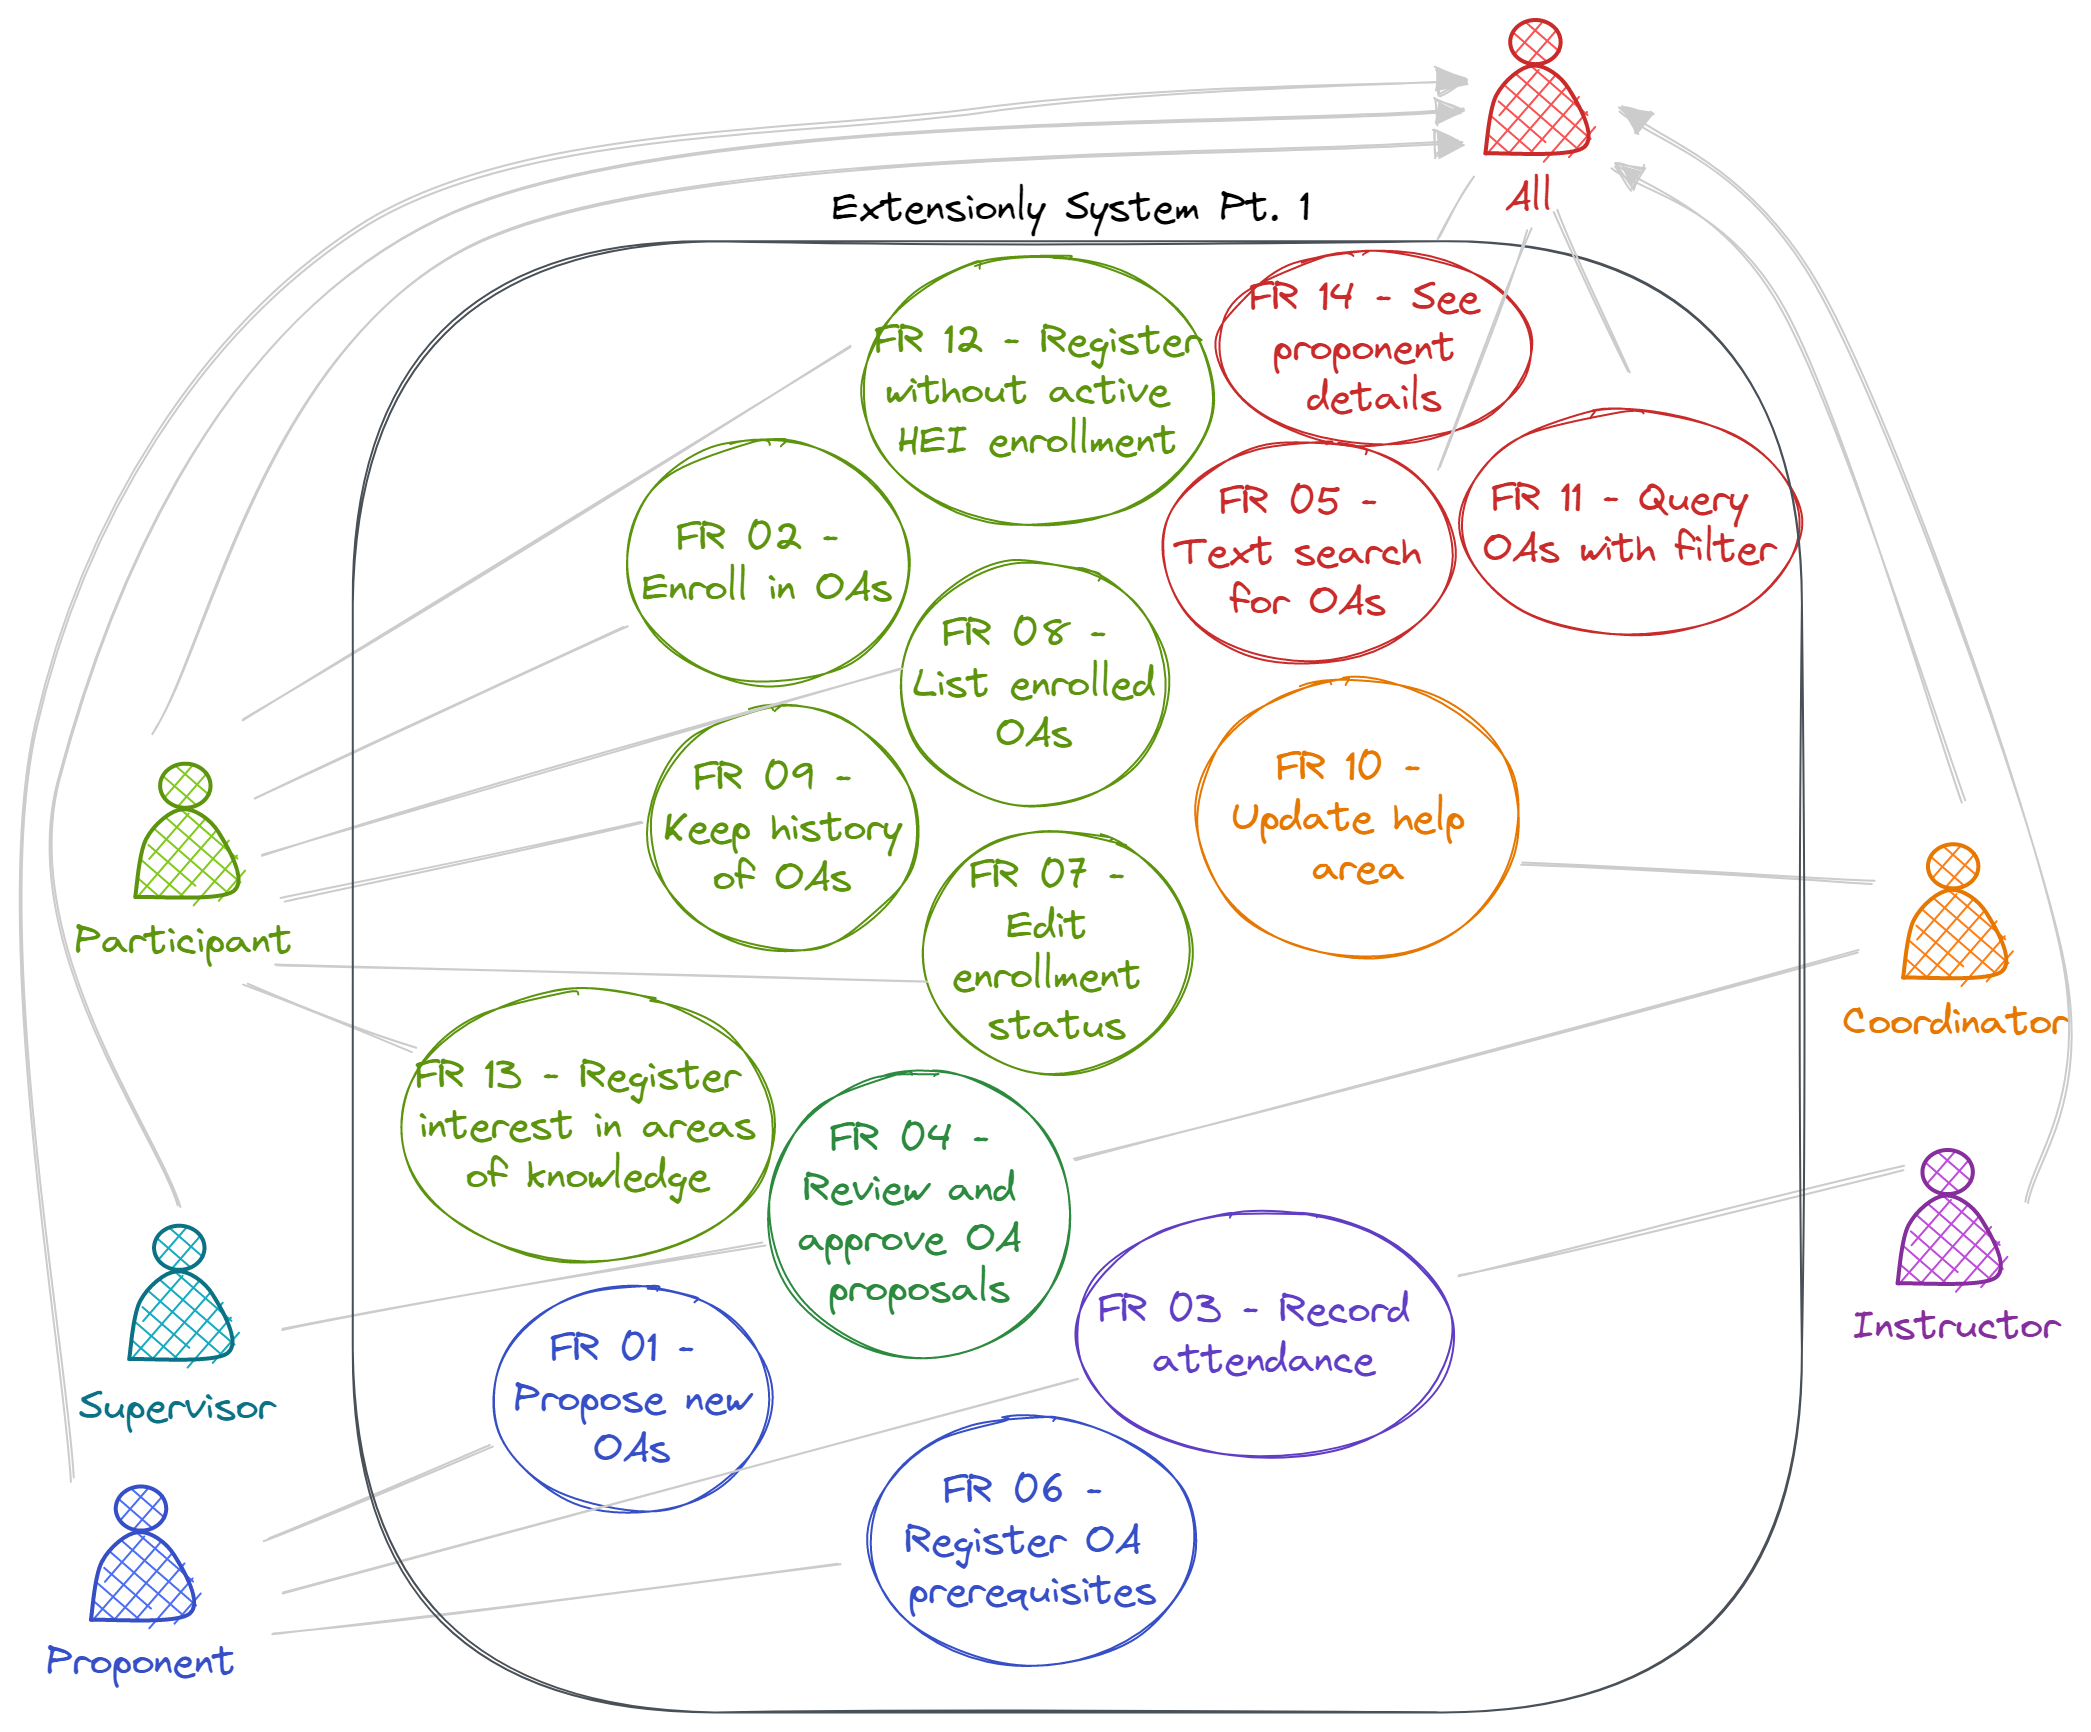 All
Extensionly System Pt. 1
FR 14 - See
proponent
details
FR 12 - Register
without active
HEI enrollment
FR 05 -
Text search
for OAs
FR 11 - Query
OAs with filter
FR 02 -
Enroll in OAs
FR 08 -
List enrolled
OAs
FR 09 -
Keep history
of OAs
FR 10 -
Update help
area
FR 07 -
Edit
enrollment
status
Participant
Coordinator
FR 13 - Register
interest in areas
of knowledge
FR 04 -
Review and
approve OA
proposals
FR 03 - Record
attendance
Instructor
Supervisor
FR 01 -
Propose new
OAs
FR 06 -
Register OA
prerequisites
Proponent